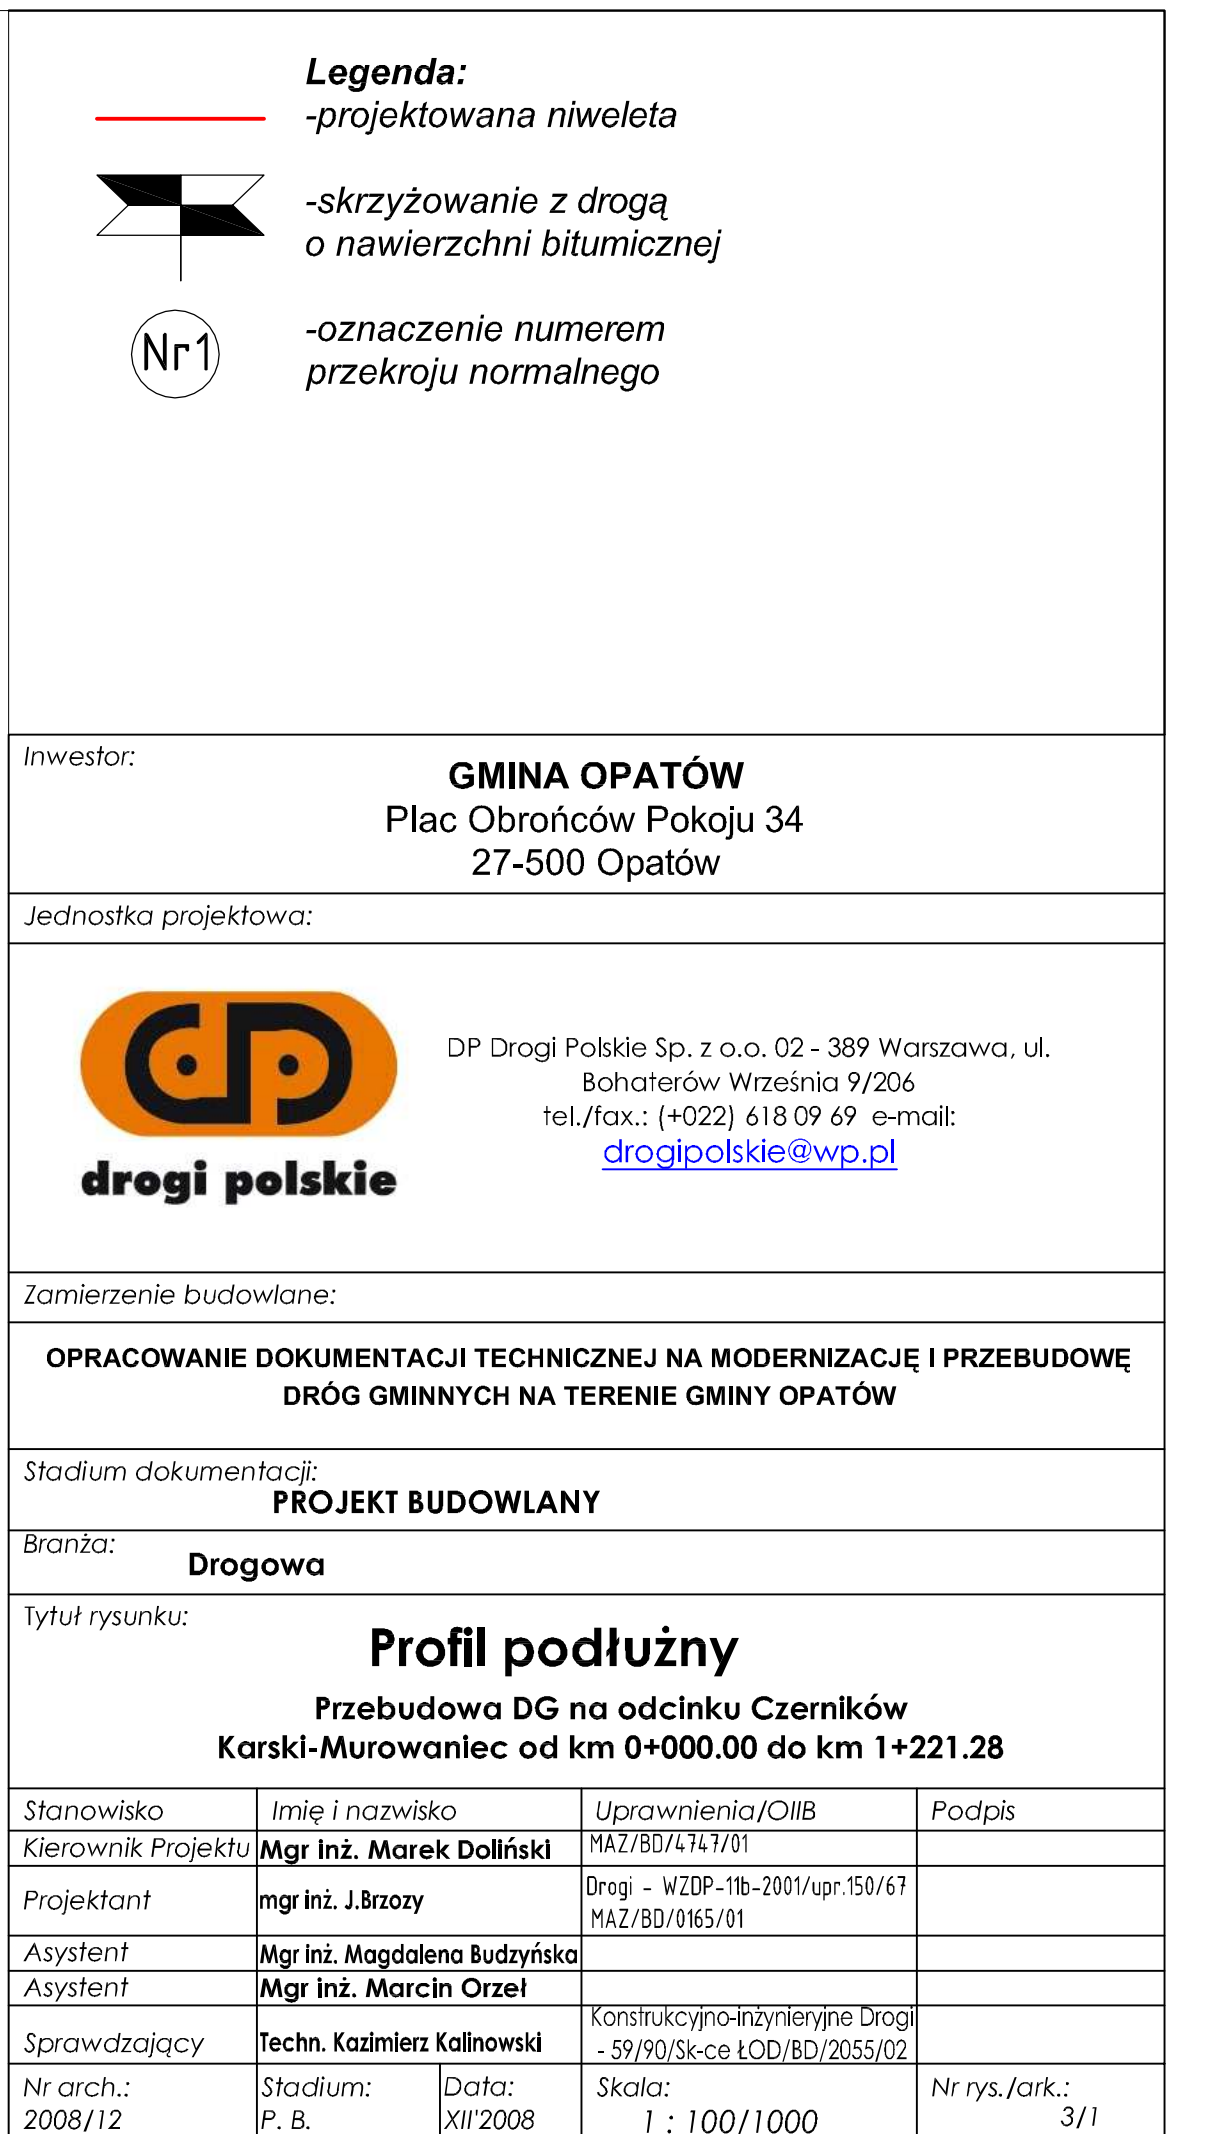 Legenda:
-projektowana niweleta
-skrzyżowanie z drogą
o nawierzchni bitumicznej
Nr1
-oznaczenie numerem
przekroju normalnego
Inwestor:
GMINA OPATÓW
Plac Obrońców Pokoju 34
27-500 Opatów
Jednostka projektowa:
dp
drogi polskie
DP Drogi Polskie Sp. z o.o. 02 - 389 Warszawa, ul.
Bohaterów Września 9/206
tel./fax.: (+022) 618 09 69 e-mail:
drogipolskie@wp.pl
Zamierzenie budowlane:
OPRACOWANIE DOKUMENTACJI TECHNICZNEJ NA MODERNIZACJĘ I PRZEBUDOWĘ
DRÓG GMINNYCH NA TERENIE GMINY OPATÓW
Stadium dokumentacji:
PROJEKT BUDOWLANY
Branża:
Drogowa
Tytuł rysunku:
Profil podłużny
Przebudowa DG na odcinku Czerników
Karski-Murowaniec od km 0+000.00 do km 1+221.28
Stanowisko Imię i nazwisko Uprawnienia/OIIB Podpis
Kierownik Projektu Mgr inż. Marek Doliński MAZ/BD/4747/01
Projektant mgr inż. J.Brzozy Drogi - WZDP-11b-2001/upr.150/67
MAZ/BD/0165/01
Asystent Mgr inż. Magdalena Budzyńska
Asystent Mgr inż. Marcin Orzeł
Sprawdzający Techn. Kazimierz Kalinowski Konstrukcyjno-inżynieryjne Drogi
- 59/90/Sk-ce ŁOD/BD/2055/02
Nr arch.: Stadium: Data: Skala: Nr rys./ark.:
2008/12 P. B. XII'2008 1 : 100/1000 3/1